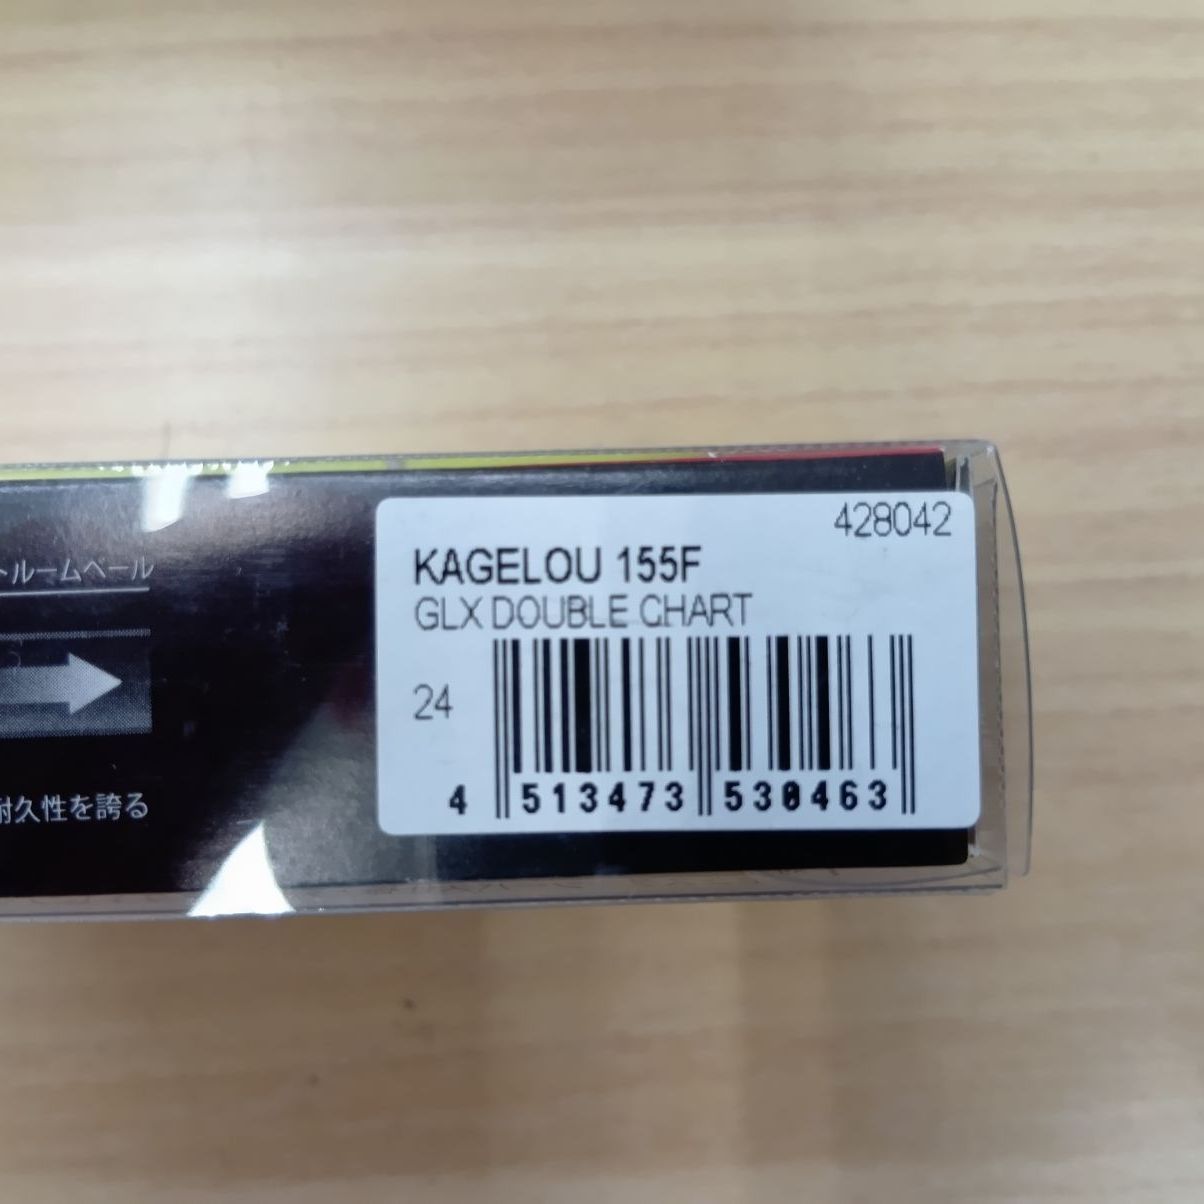 トルームベール
耐久性を誇る
428042
KAGELOU 155F
GLX DOUBLE CHART
24
4 513473 530463